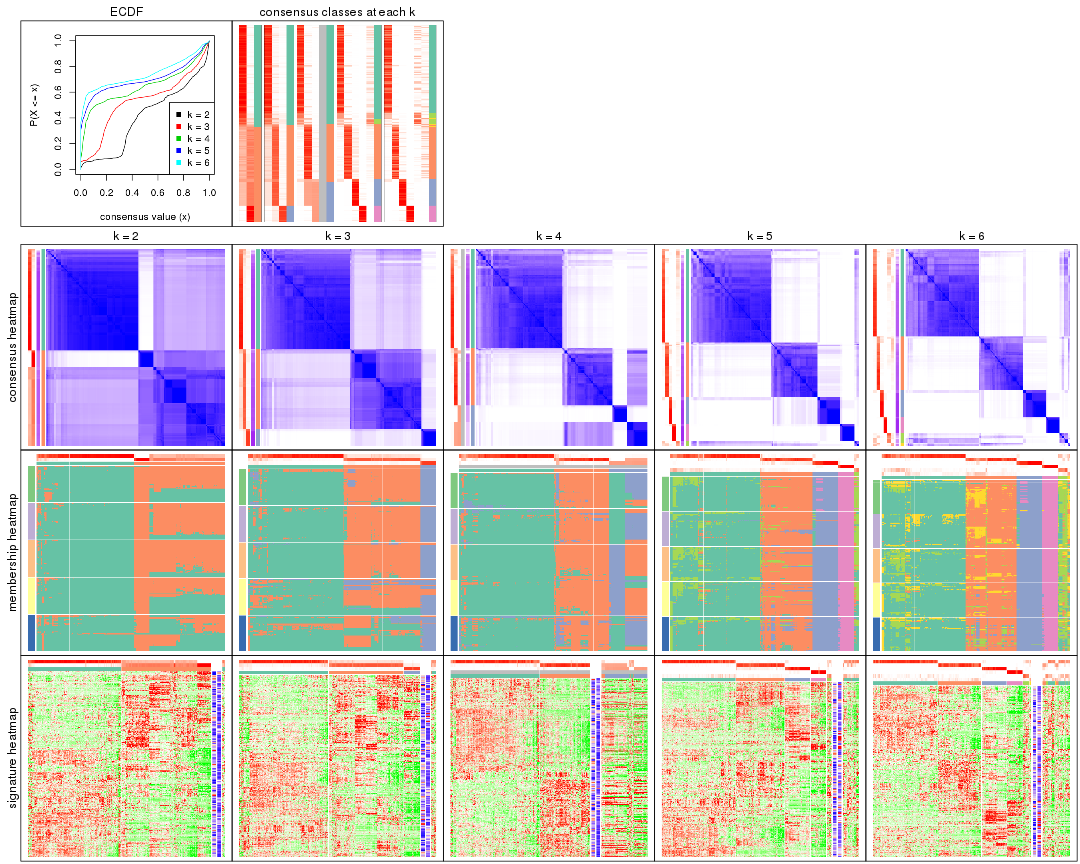 ECDF
consensus classes at each k
P(X <= x)
0.0 0.2 0.4 0.6 0.8 1.0
k = 2
k = 3
k = 4
k = 5
k = 6
0.0 0.2 0.4 0.6 0.8 1.0
consensus value (x)
k = 2
k = 3
k = 4
k = 5
k = 6
consensus heatmap
membership heatmap
signature heatmap